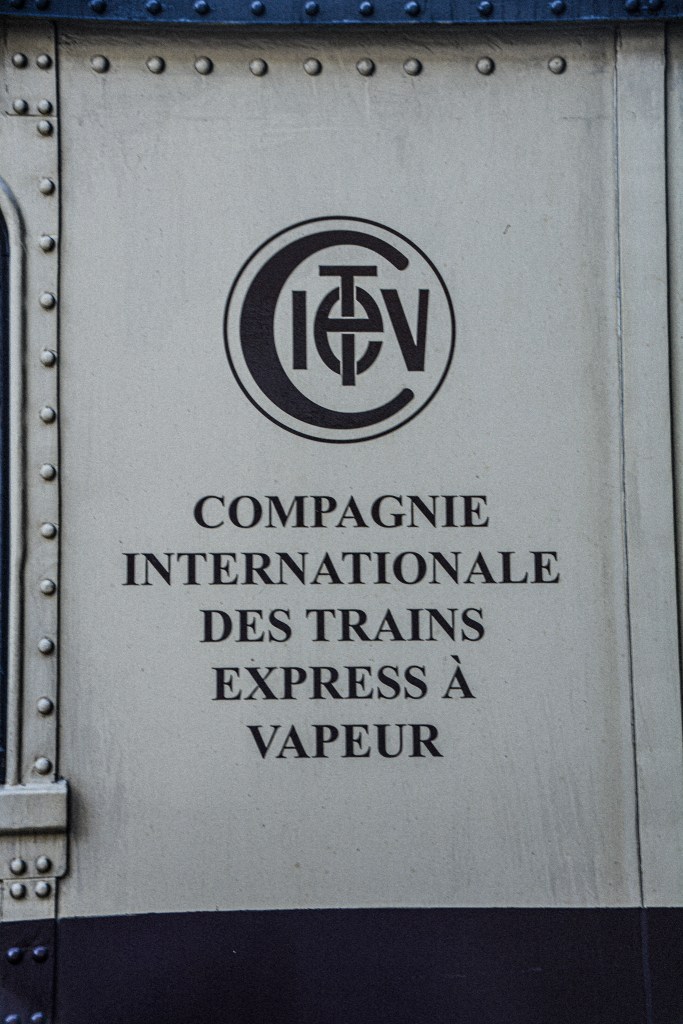 CITEV
COMPAGNIE
INTERNATIONALE
DES TRAINS
EXPRESS À
VAPEUR